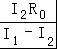 I₂R₀
I₁ - I₂